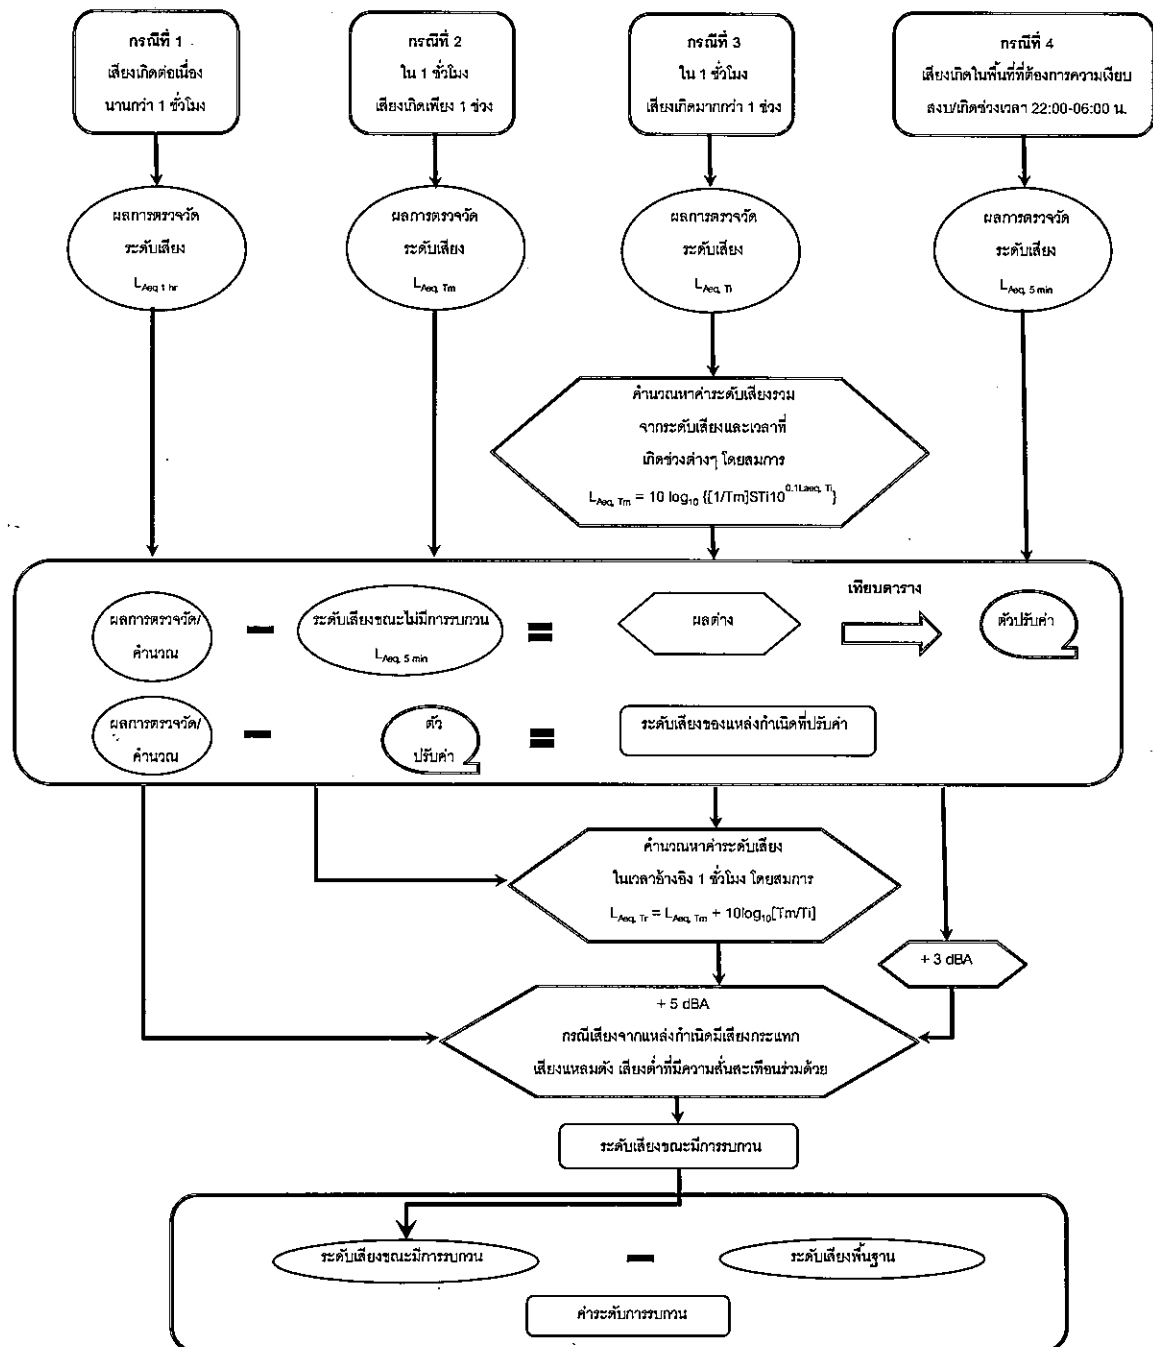 กรณีที่ 1
เสียงเกิดต่อเนื่อง
นานกว่า 1 ชั่วโมง
กรณีที่ 2
ใน 1 ชั่วโมง
เสียงเกิดเพียง 1 ช่วง
กรณีที่ 3
ใน 1 ชั่วโมง
เสียงเกิดมากกว่า 1 ช่วง
กรณีที่ 4
เสียงเกิดในพื้นที่ที่ต้องการความเงียบ
สงบ/เกิดช่วงเวลา 22:00-06:00 น.
ผลการตรวจวัด
ระดับเสียง
L Aeq 1 hr
ผลการตรวจวัด
ระดับเสียง
L Aeq, Tm
ผลการตรวจวัด
ระดับเสียง
L Aeq, Ti
ผลการตรวจวัด
ระดับเสียง
L Aeq, 5 min
คำนวณหาค่าระดับเสียงรวม
จากระดับเสียงและเวลาที่
เกิดช่วงต่างๆ โดยสมการ
L Aeq, Tm = 10 log10 {[1/Tm]STi10^0.1Laeq, Ti}
ผลการตรวจวัด/
คำนวณ
-
ระดับเสียงขณะไม่มีการรบกวน
L Aeq, 5 min
=
ผลต่าง
เทียบตาราง
ตัวปรับค่า
ผลการตรวจวัด/
คำนวณ
-
ตัว
ปรับค่า
=
ระดับเสียงของแหล่งกำเนิดที่ปรับค่า
คำนวณหาค่าระดับเสียง
ในเวลาอ้างอิง 1 ชั่วโมง โดยสมการ
L Aeq, Tr = L Aeq, Tm + 10log10[Tm/Ti]
+ 3 dBA
+ 5 dBA
กรณีเสียงจากแหล่งกำเนิดมีเสียงกระแทก
เสียงแหลมดัง เสียงต่ำที่มีความสั่นสะเทือนร่วมด้วย
ระดับเสียงขณะมีการรบกวน
ระดับเสียงขณะมีการรบกวน
-
ระดับเสียงพื้นฐาน
ค่าระดับการรบกวน